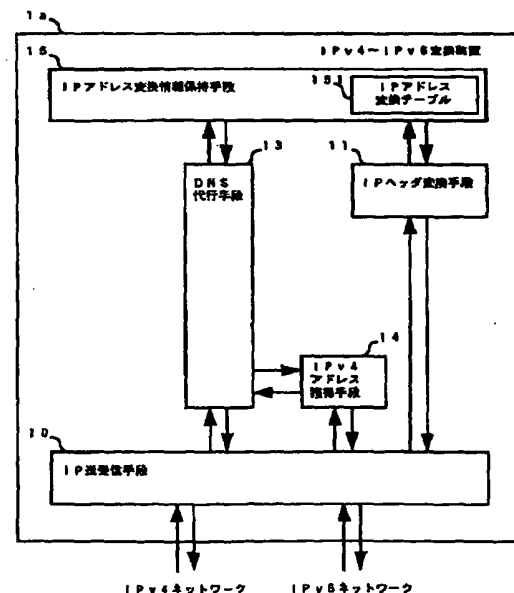 1a
IPv4〜IPv6変換装置
15
IPアドレス変換情報保持手段
151
IPアドレス
変換テーブル
13
11
DNS
代行手段
IPヘッダ変換手段
14
IPv4
アドレス
獲得手段
10
IP送受信手段
IPv4ネットワーク
IPv6ネットワーク